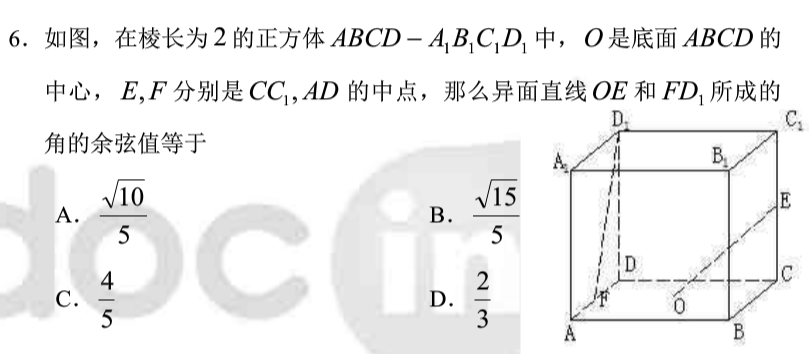 6．如图，在棱长为 2 的正方体 ABCD − A₁B₁C₁D₁ 中， O 是底面 ABCD 的
中心， E, F 分别是 CC₁, AD 的中点，那么异面直线 OE 和 FD₁ 所成的
角的余弦值等于
A． √10/5 B． √15/5
C． 4/5 D． 2/3
D₁ C₁
A₁ B₁
E
D C
F O
A B
doc in